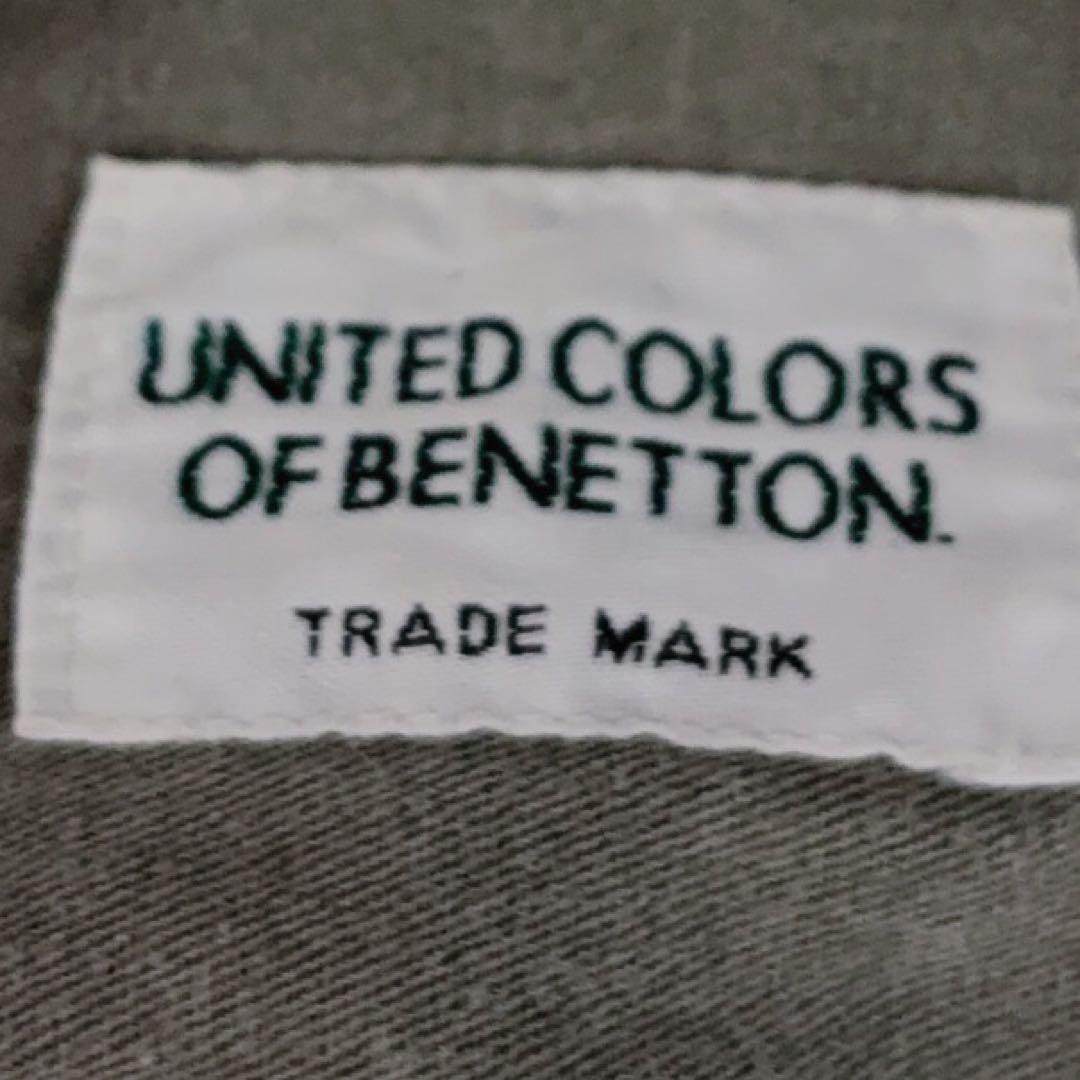 UNITED COLORS
OF BENETTON.
TRADE MARK